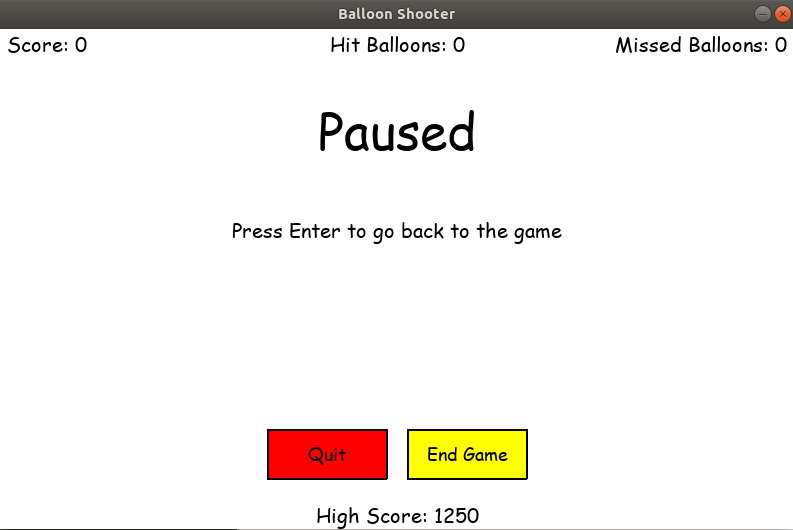 Balloon Shooter
Score: 0 Hit Balloons: 0 Missed Balloons: 0
Paused
Press Enter to go back to the game
Quit End Game
High Score: 1250